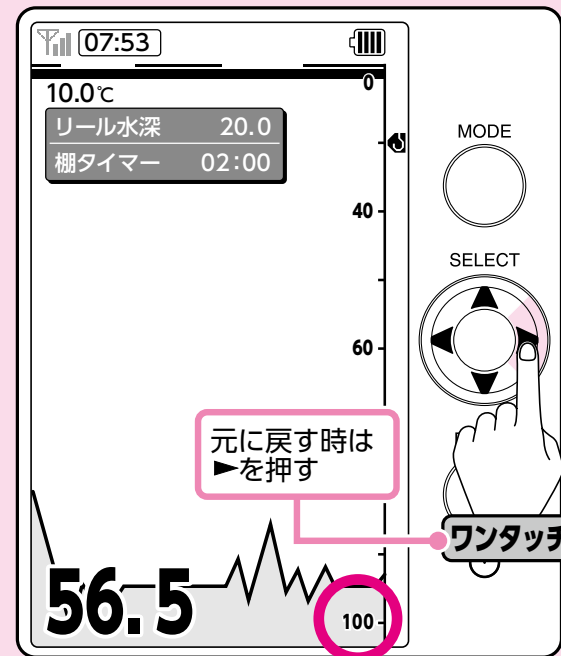 07:53
0
10.0℃
リール水深 20.0
棚タイマー 02:00
MODE
40
SELECT
60
元に戻す時は
►を押す
ワンタッチ
56.5
100